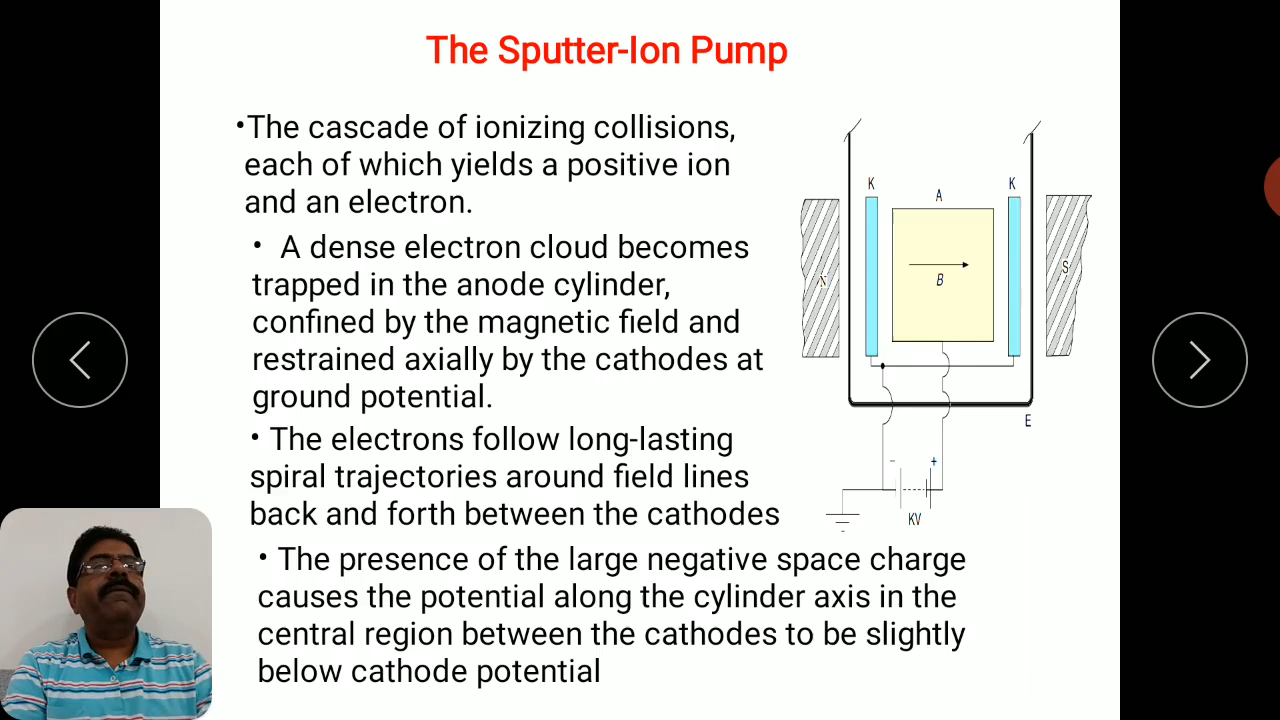 The Sputter-Ion Pump
•The cascade of ionizing collisions,
each of which yields a positive ion
and an electron.
• A dense electron cloud becomes
trapped in the anode cylinder,
confined by the magnetic field and
restrained axially by the cathodes at
ground potential.
• The electrons follow long-lasting
spiral trajectories around field lines
back and forth between the cathodes
• The presence of the large negative space charge
causes the potential along the cylinder axis in the
central region between the cathodes to be slightly
below cathode potential
K
A
K
B
N
S
E
− +
KV